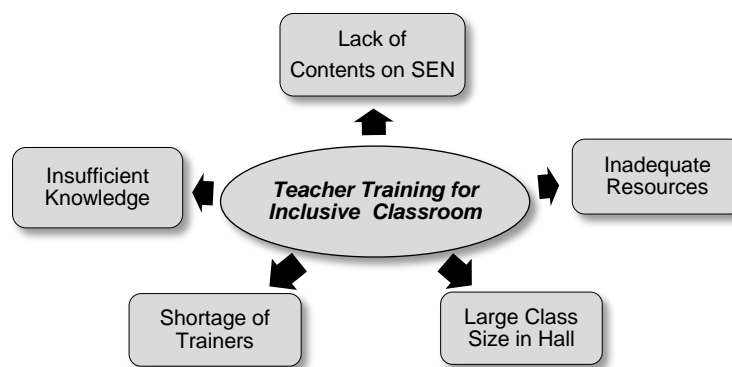 Lack of
Contents on SEN
Insufficient
Knowledge
Teacher Training for
Inclusive Classroom
Inadequate
Resources
Shortage of
Trainers
Large Class
Size in Hall